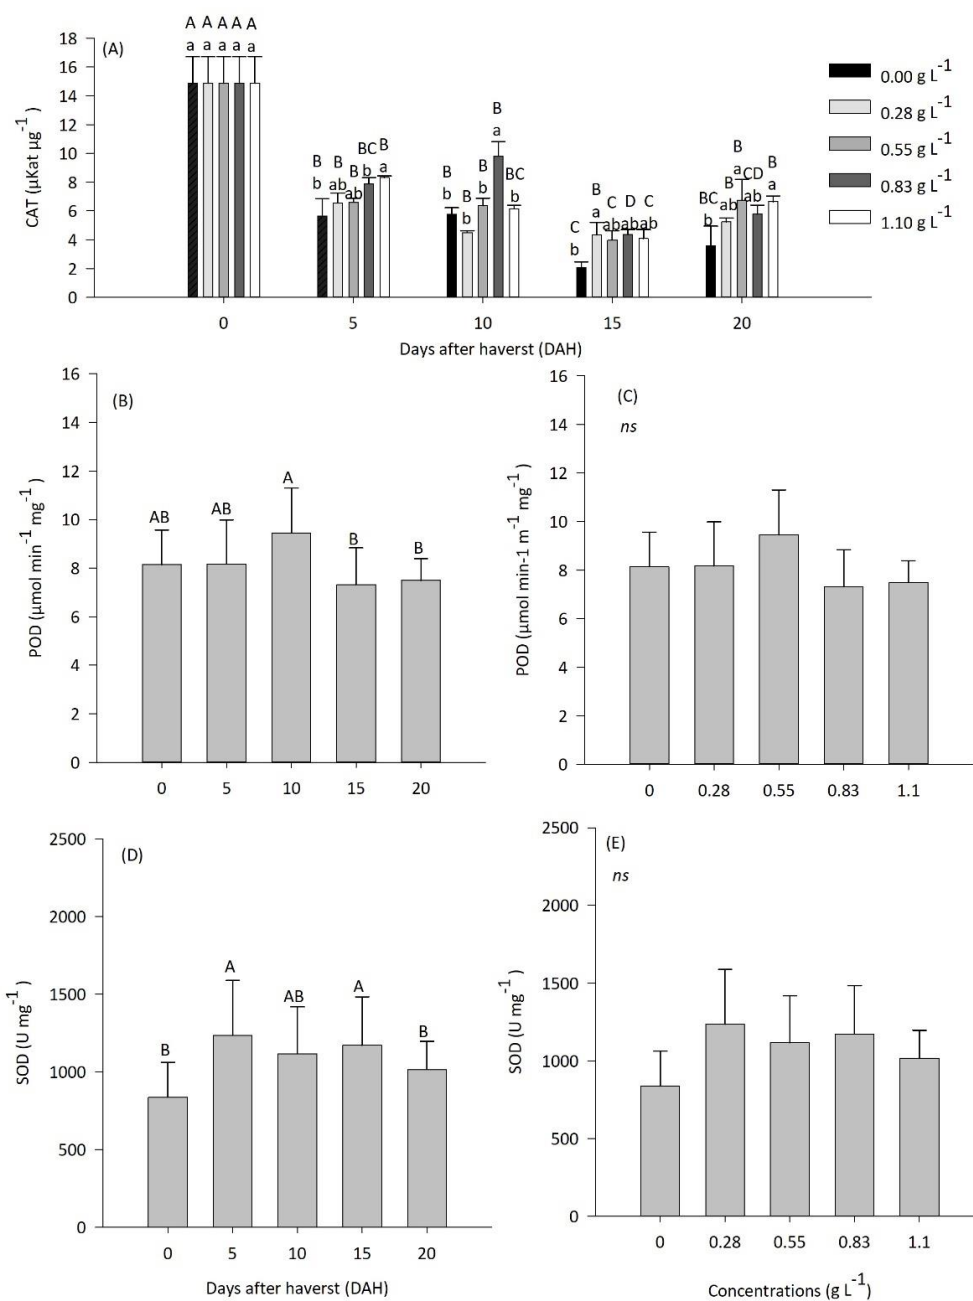 A A A A A
(A)
a a a a a
CAT (µKat µg⁻¹)
18
16
14
12
10
8
6
4
2
0
B B B BC B
b ab ab b a
B B B B BC
b b b a b
C B C D C
b a ab ab ab
BC B B CD B
b ab a ab a
0 5 10 15 20
Days after haverst (DAH)
0.00 g L⁻¹
0.28 g L⁻¹
0.55 g L⁻¹
0.83 g L⁻¹
1.10 g L⁻¹
(B)
POD (µmol min⁻¹ mg⁻¹)
16
14
12
10
8
6
4
2
0
AB AB A B B
0 5 10 15 20
(C)
ns
POD (µmol min-1 m⁻¹ mg⁻¹)
16
14
12
10
8
6
4
2
0
0 0.28 0.55 0.83 1.1
(D)
SOD (U mg⁻¹)
2500
2000
1500
1000
500
0
B A AB A B
0 5 10 15 20
Days after haverst (DAH)
(E)
ns
SOD (U mg⁻¹)
2500
2000
1500
1000
500
0
0 0.28 0.55 0.83 1.1
Concentrations (g L⁻¹)